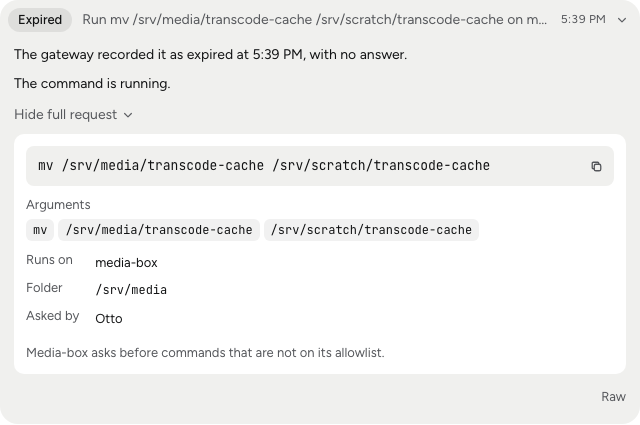 Expired Run mv /srv/media/transcode-cache /srv/scratch/transcode-cache on m... 5:39 PM
The gateway recorded it as expired at 5:39 PM, with no answer.
The command is running.
Hide full request
mv /srv/media/transcode-cache /srv/scratch/transcode-cache
Arguments
mv /srv/media/transcode-cache /srv/scratch/transcode-cache
Runs on media-box
Folder /srv/media
Asked by Otto
Media-box asks before commands that are not on its allowlist.
Raw